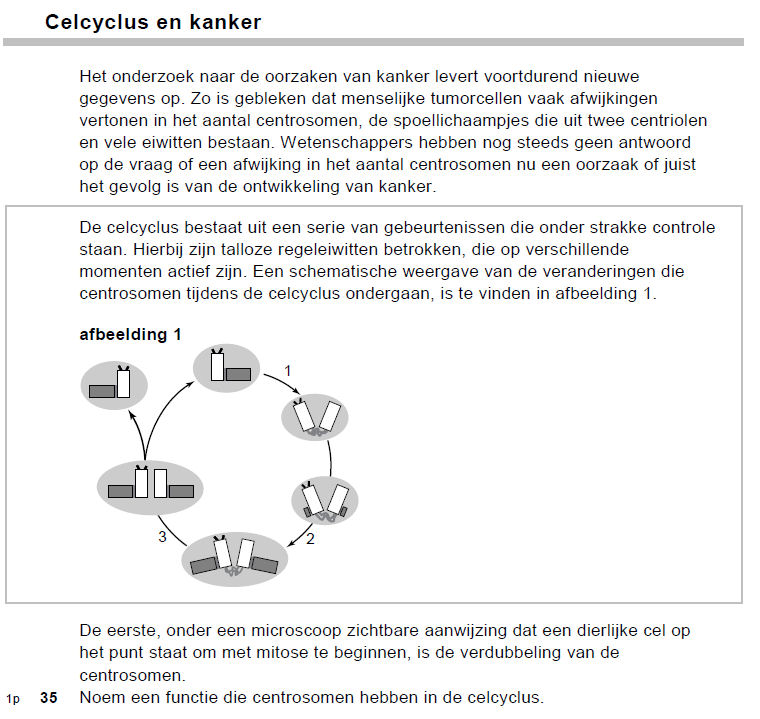 Celcyclus en kanker
Het onderzoek naar de oorzaken van kanker levert voortdurend nieuwe
gegevens op. Zo is gebleken dat menselijke tumorcellen vaak afwijkingen
vertonen in het aantal centrosomen, de spoellichaampjes die uit twee centriolen
en vele eiwitten bestaan. Wetenschappers hebben nog steeds geen antwoord
op de vraag of een afwijking in het aantal centrosomen nu een oorzaak of juist
het gevolg is van de ontwikkeling van kanker.
De celcyclus bestaat uit een serie van gebeurtenissen die onder strakke controle
staan. Hierbij zijn talloze regeleiwitten betrokken, die op verschillende
momenten actief zijn. Een schematische weergave van de veranderingen die
centrosomen tijdens de celcyclus ondergaan, is te vinden in afbeelding 1.
afbeelding 1
1
2
3
De eerste, onder een microscoop zichtbare aanwijzing dat een dierlijke cel op
het punt staat om met mitose te beginnen, is de verdubbeling van de
centrosomen.
1p 35 Noem een functie die centrosomen hebben in de celcyclus.